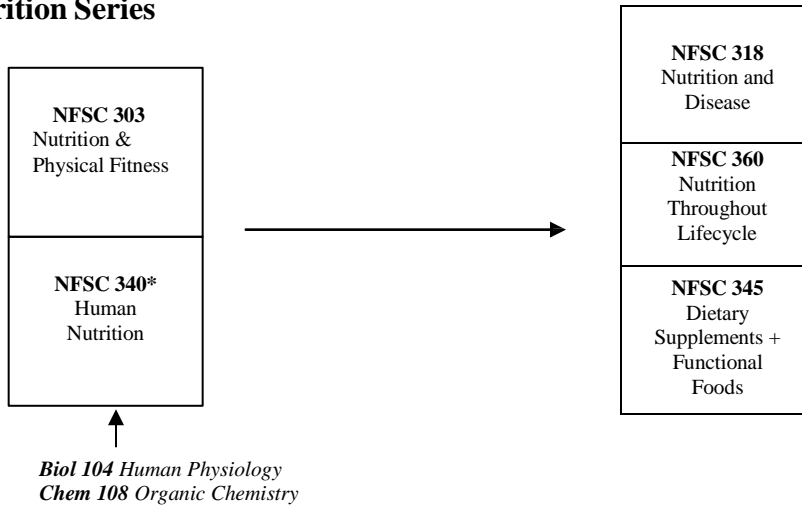 rition Series
NFSC 303
Nutrition &
Physical Fitness
NFSC 340*
Human
Nutrition
Biol 104 Human Physiology
Chem 108 Organic Chemistry
NFSC 318
Nutrition and
Disease
NFSC 360
Nutrition
Throughout
Lifecycle
NFSC 345
Dietary
Supplements +
Functional
Foods